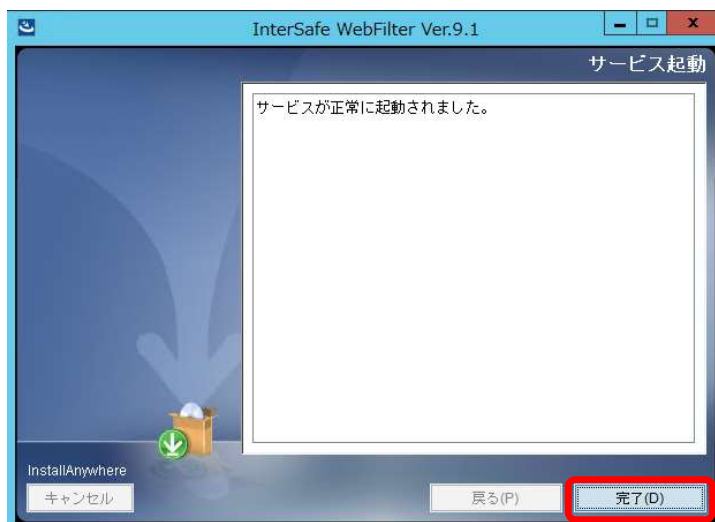 InterSafe WebFilter Ver.9.1
サービス起動
サービスが正常に起動されました。
InstallAnywhere
キャンセル
戻る(P)
完了(D)